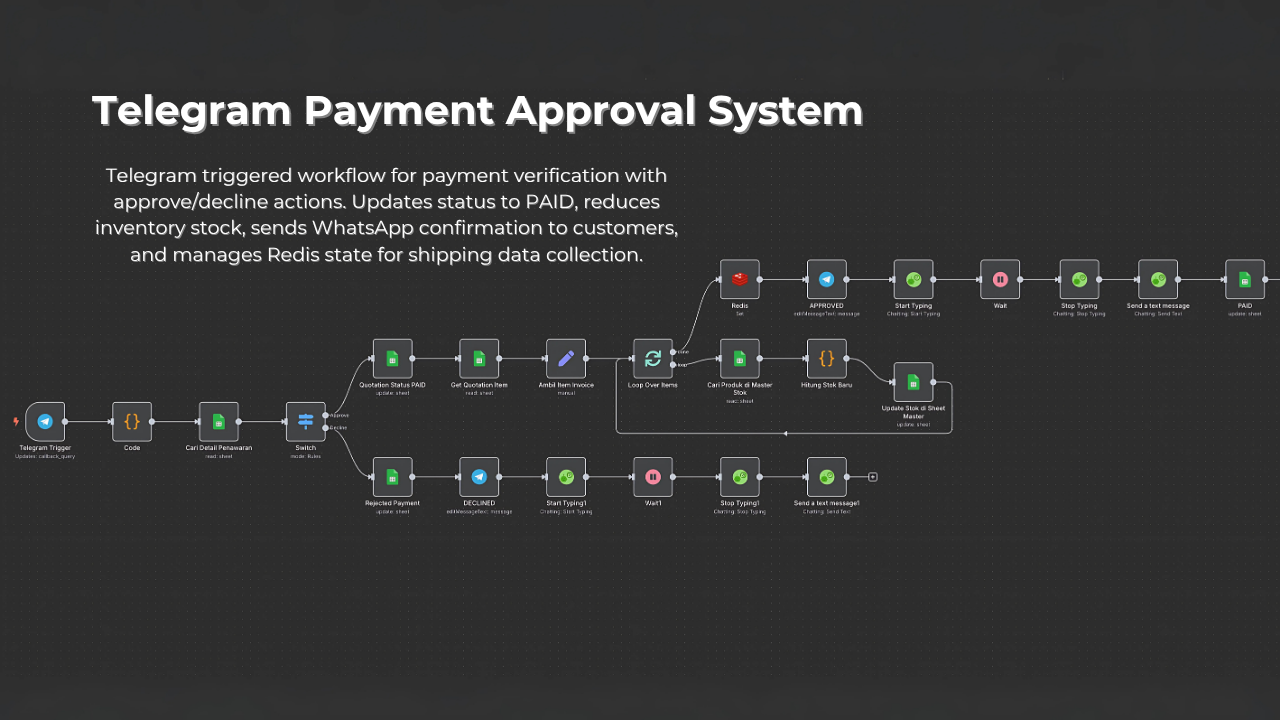 Telegram Payment Approval System
Telegram triggered workflow for payment verification with
approve/decline actions. Updates status to PAID, reduces
inventory stock, sends WhatsApp confirmation to customers,
and manages Redis state for shipping data collection.
Redis
Set
APPROVED
editMessageText: message
Start Typing
Chatting: Start Typing
Wait
Stop Typing
Chatting: Stop Typing
Send a text message
Chatting: Send Text
PAID
update: sheet
Quotation Status PAID
update: sheet
Get Quotation Item
read: sheet
Ambil Item Invoice
manual
Loop Over Items
done
loop
Cari Produk di Master
Stok
read: sheet
Hitung Stok Baru
Update Stok di Sheet
Master
update: sheet
Telegram Trigger
Updates: callback_query
Code
Cari Detail Penawaran
read: sheet
Switch
mode: Rules
Approve
Decline
Rejected Payment
update: sheet
DECLINED
editMessageText: message
Start Typing1
Chatting: Start Typing
Wait1
Stop Typing1
Chatting: Stop Typing
Send a text message1
Chatting: Send Text